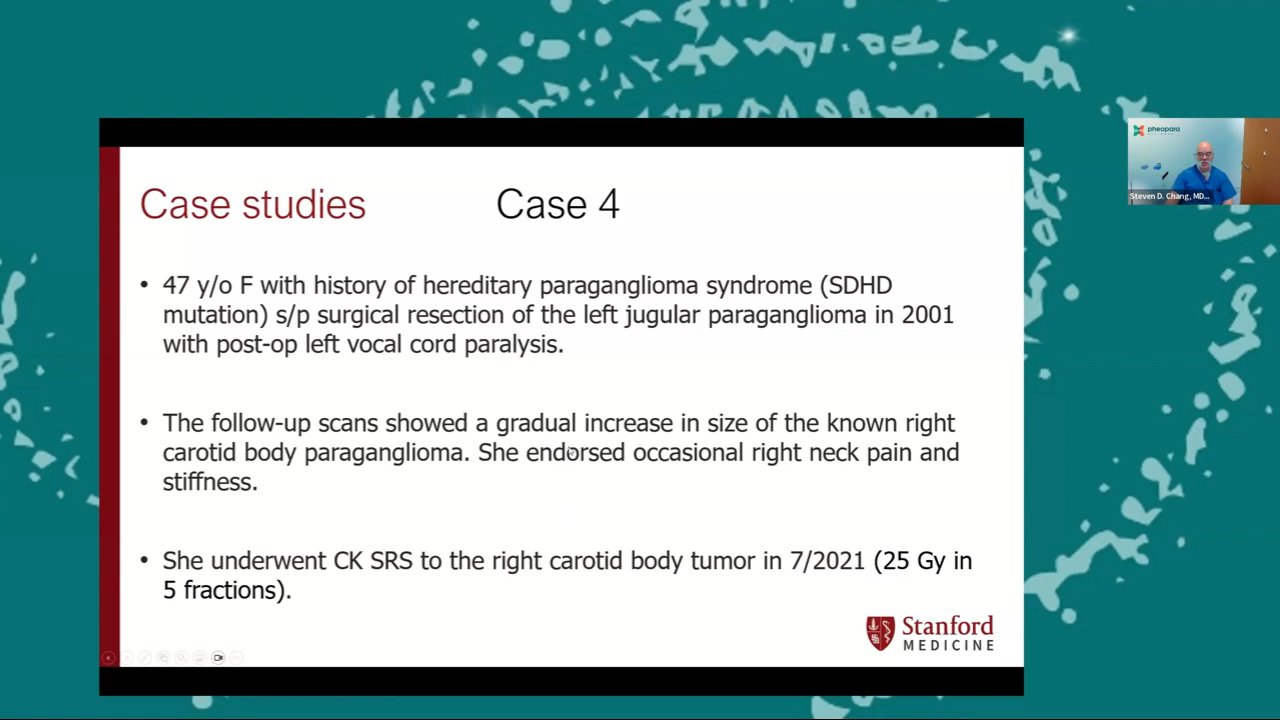 pheopara
Steven D. Chang, MD...
Case studies
Case 4
• 47 y/o F with history of hereditary paraganglioma syndrome (SDHD
mutation) s/p surgical resection of the left jugular paraganglioma in 2001
with post-op left vocal cord paralysis.
• The follow-up scans showed a gradual increase in size of the known right
carotid body paraganglioma. She endorsed occasional right neck pain and
stiffness.
• She underwent CK SRS to the right carotid body tumor in 7/2021 (25 Gy in
5 fractions).
Stanford
MEDICINE